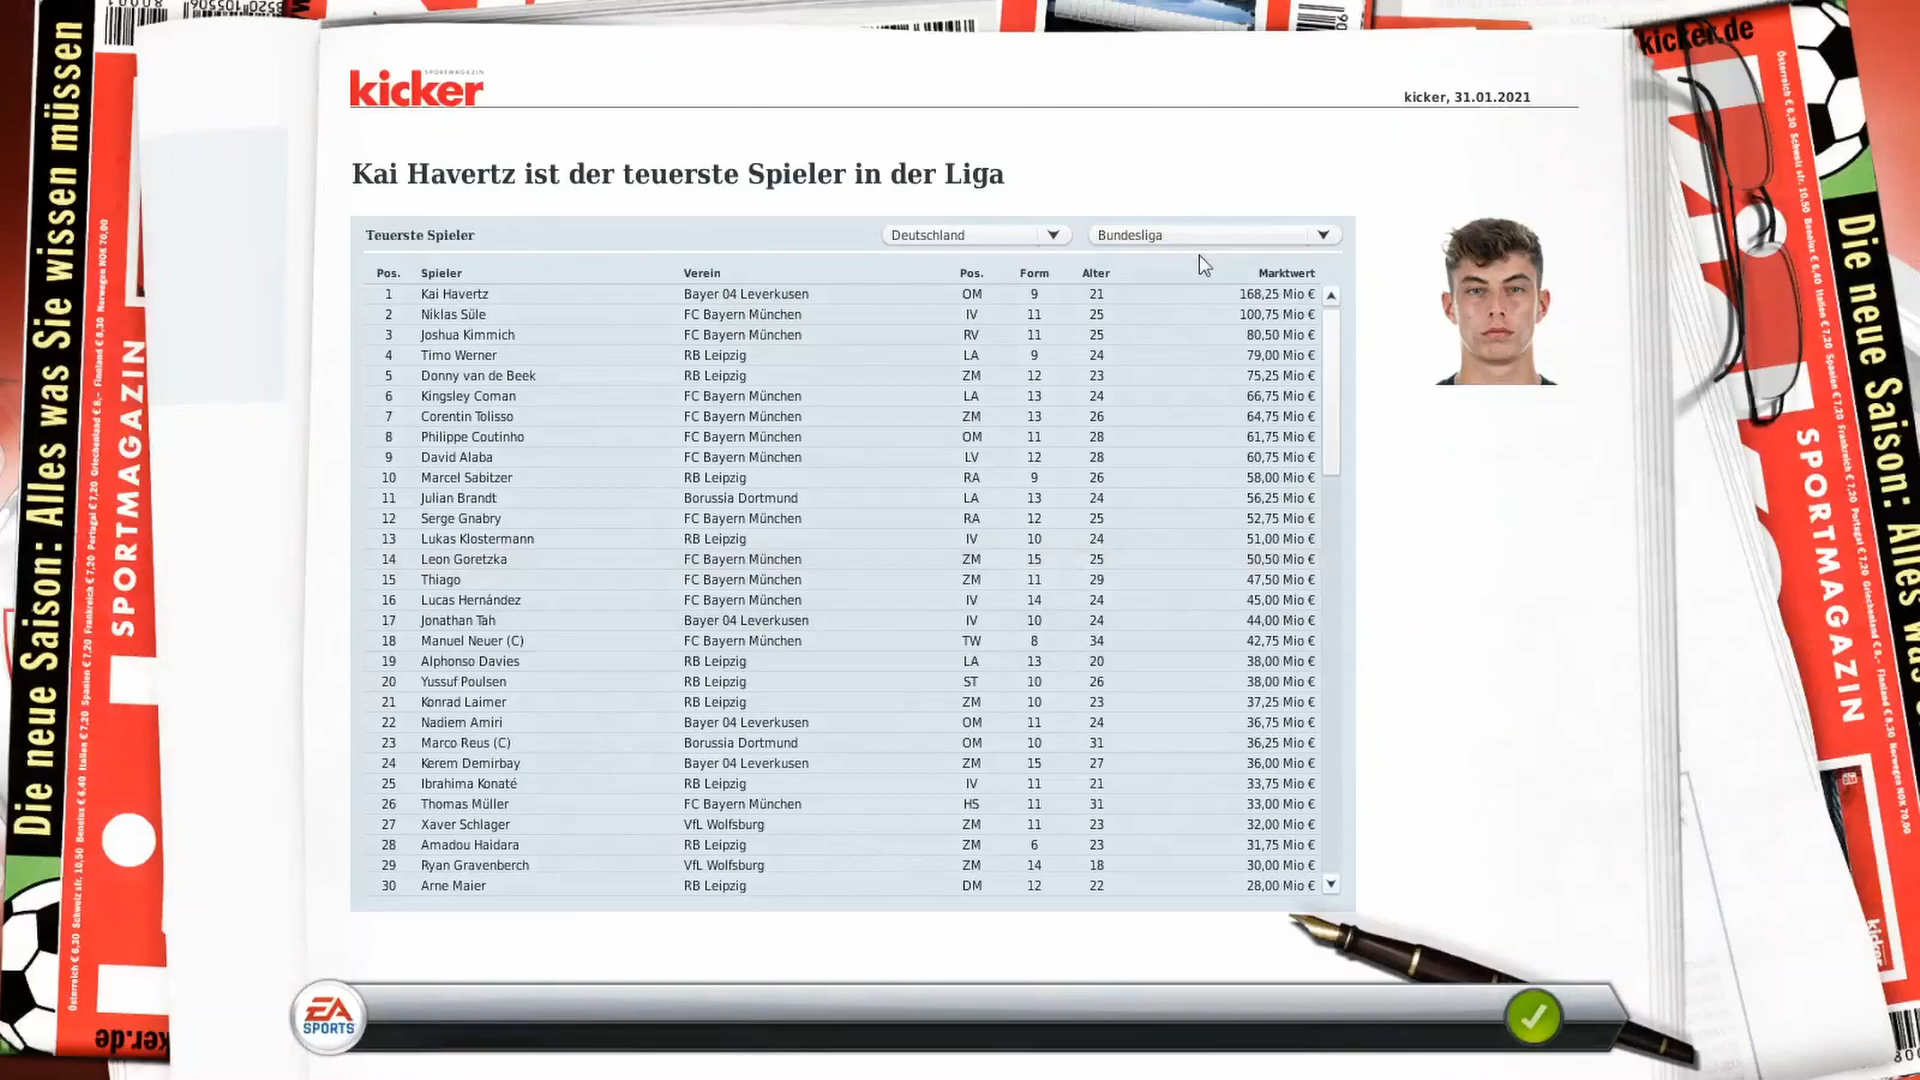 SPORTMAGAZIN
kicker
kicker, 31.01.2021
Kai Havertz ist der teuerste Spieler in der Liga
Teuerste Spieler Deutschland Bundesliga
Pos. Spieler Verein Pos. Form Alter Marktwert
1 Kai Havertz Bayer 04 Leverkusen OM 9 21 168,25 Mio €
2 Niklas Süle FC Bayern München IV 11 25 100,75 Mio €
3 Joshua Kimmich FC Bayern München RV 11 25 80,50 Mio €
4 Timo Werner RB Leipzig LA 9 24 79,00 Mio €
5 Donny van de Beek RB Leipzig ZM 12 23 75,25 Mio €
6 Kingsley Coman FC Bayern München LA 13 24 66,75 Mio €
7 Corentin Tolisso FC Bayern München ZM 13 26 64,75 Mio €
8 Philippe Coutinho FC Bayern München OM 11 28 61,75 Mio €
9 David Alaba FC Bayern München LV 12 28 60,75 Mio €
10 Marcel Sabitzer RB Leipzig RA 9 26 58,00 Mio €
11 Julian Brandt Borussia Dortmund LA 13 24 56,25 Mio €
12 Serge Gnabry FC Bayern München RA 12 25 52,75 Mio €
13 Lukas Klostermann RB Leipzig IV 10 24 51,00 Mio €
14 Leon Goretzka FC Bayern München ZM 15 25 50,50 Mio €
15 Thiago FC Bayern München ZM 11 29 47,50 Mio €
16 Lucas Hernández FC Bayern München IV 14 24 45,00 Mio €
17 Jonathan Tah Bayer 04 Leverkusen IV 10 24 44,00 Mio €
18 Manuel Neuer (C) FC Bayern München TW 8 34 42,75 Mio €
19 Alphonso Davies RB Leipzig LA 13 20 38,00 Mio €
20 Yussuf Poulsen RB Leipzig ST 10 26 38,00 Mio €
21 Konrad Laimer RB Leipzig ZM 10 23 37,25 Mio €
22 Nadiem Amiri Bayer 04 Leverkusen OM 11 24 36,75 Mio €
23 Marco Reus (C) Borussia Dortmund OM 10 31 36,25 Mio €
24 Kerem Demirbay Bayer 04 Leverkusen ZM 15 27 36,00 Mio €
25 Ibrahima Konaté RB Leipzig IV 11 21 33,75 Mio €
26 Thomas Müller FC Bayern München HS 11 31 33,00 Mio €
27 Xaver Schlager VfL Wolfsburg ZM 11 23 32,00 Mio €
28 Amadou Haidara RB Leipzig ZM 6 23 31,75 Mio €
29 Ryan Gravenberch VfL Wolfsburg ZM 14 18 30,00 Mio €
30 Arne Maier RB Leipzig DM 12 22 28,00 Mio €
EA
SPORTS
Die neue Saison: Alles was Sie wissen müssen
SPORTMAGAZIN
kicker.de
kicker.de
Die neue Saison: Alles was
SPORTMAGAZIN
kicker